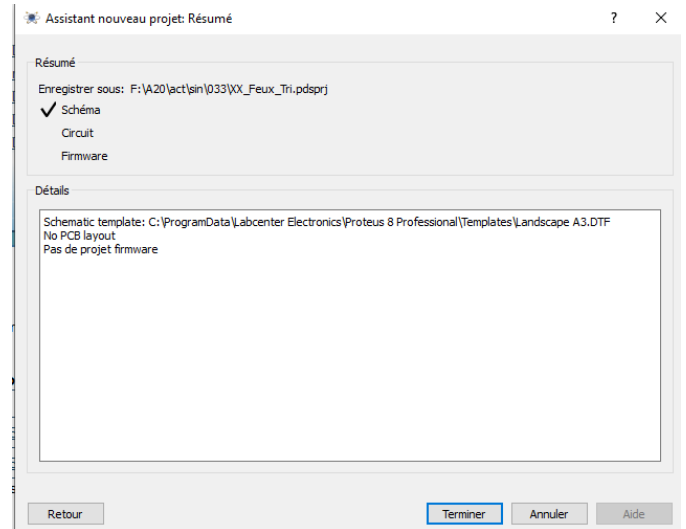 Assistant nouveau projet: Résumé
Résumé
Enregistrer sous: F:\A20\act\sin\033\XX_Feux_Tri.pdsprj
Schéma
Circuit
Firmware
Détails
Schematic template: C:\ProgramData\Labcenter Electronics\Proteus 8 Professional\Templates\Landscape A3.DTF
No PCB layout
Pas de projet firmware
Retour Terminer Annuler Aide